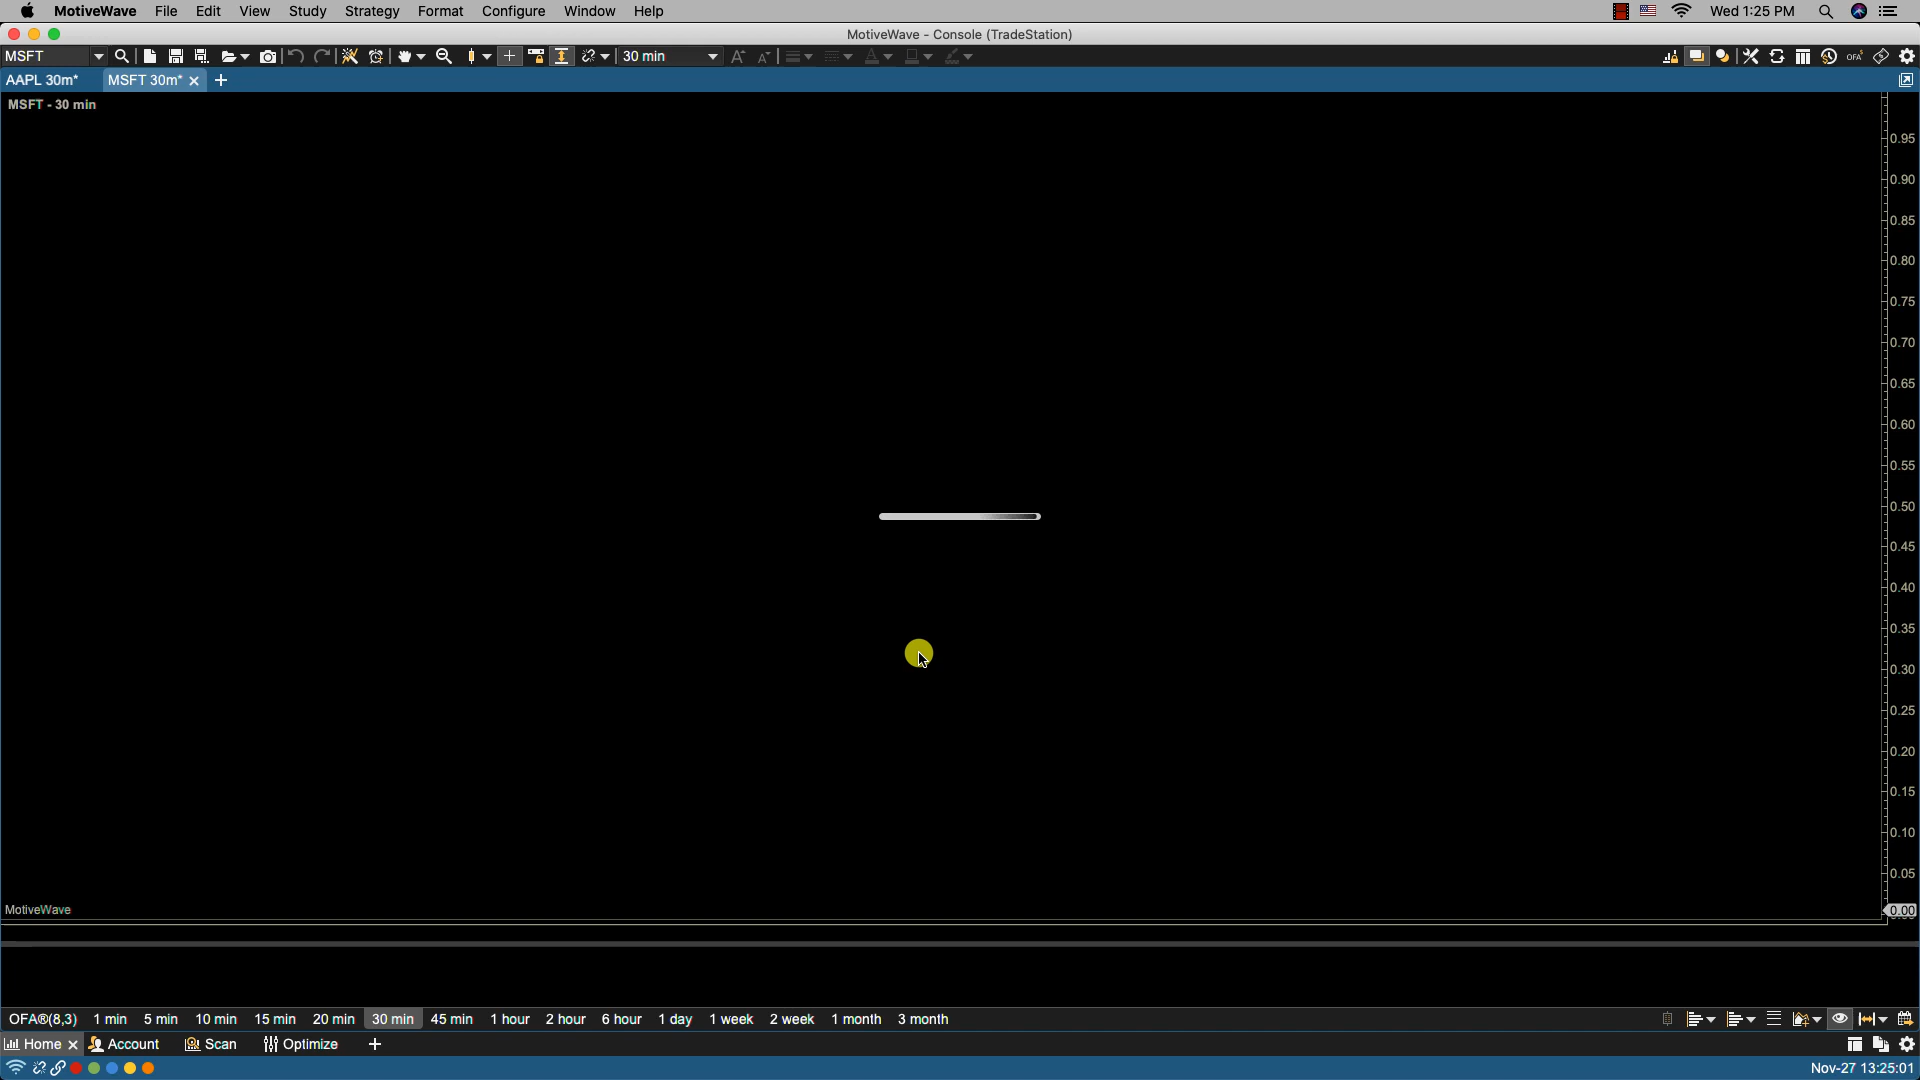 MotiveWave File Edit View Study Strategy Format Configure Window Help Wed 1:25 PM
MotiveWave - Console (TradeStation)
MSFT 30 min OFA
AAPL 30m* MSFT 30m*
MSFT - 30 min
0.95
0.90
0.85
0.80
0.75
0.70
0.65
0.60
0.55
0.50
0.45
0.40
0.35
0.30
0.25
0.20
0.15
0.10
0.05
MotiveWave
0.00
OFA®(8,3) 1 min 5 min 10 min 15 min 20 min 30 min 45 min 1 hour 2 hour 6 hour 1 day 1 week 2 week 1 month 3 month
Home Account Scan Optimize
Nov-27 13:25:01